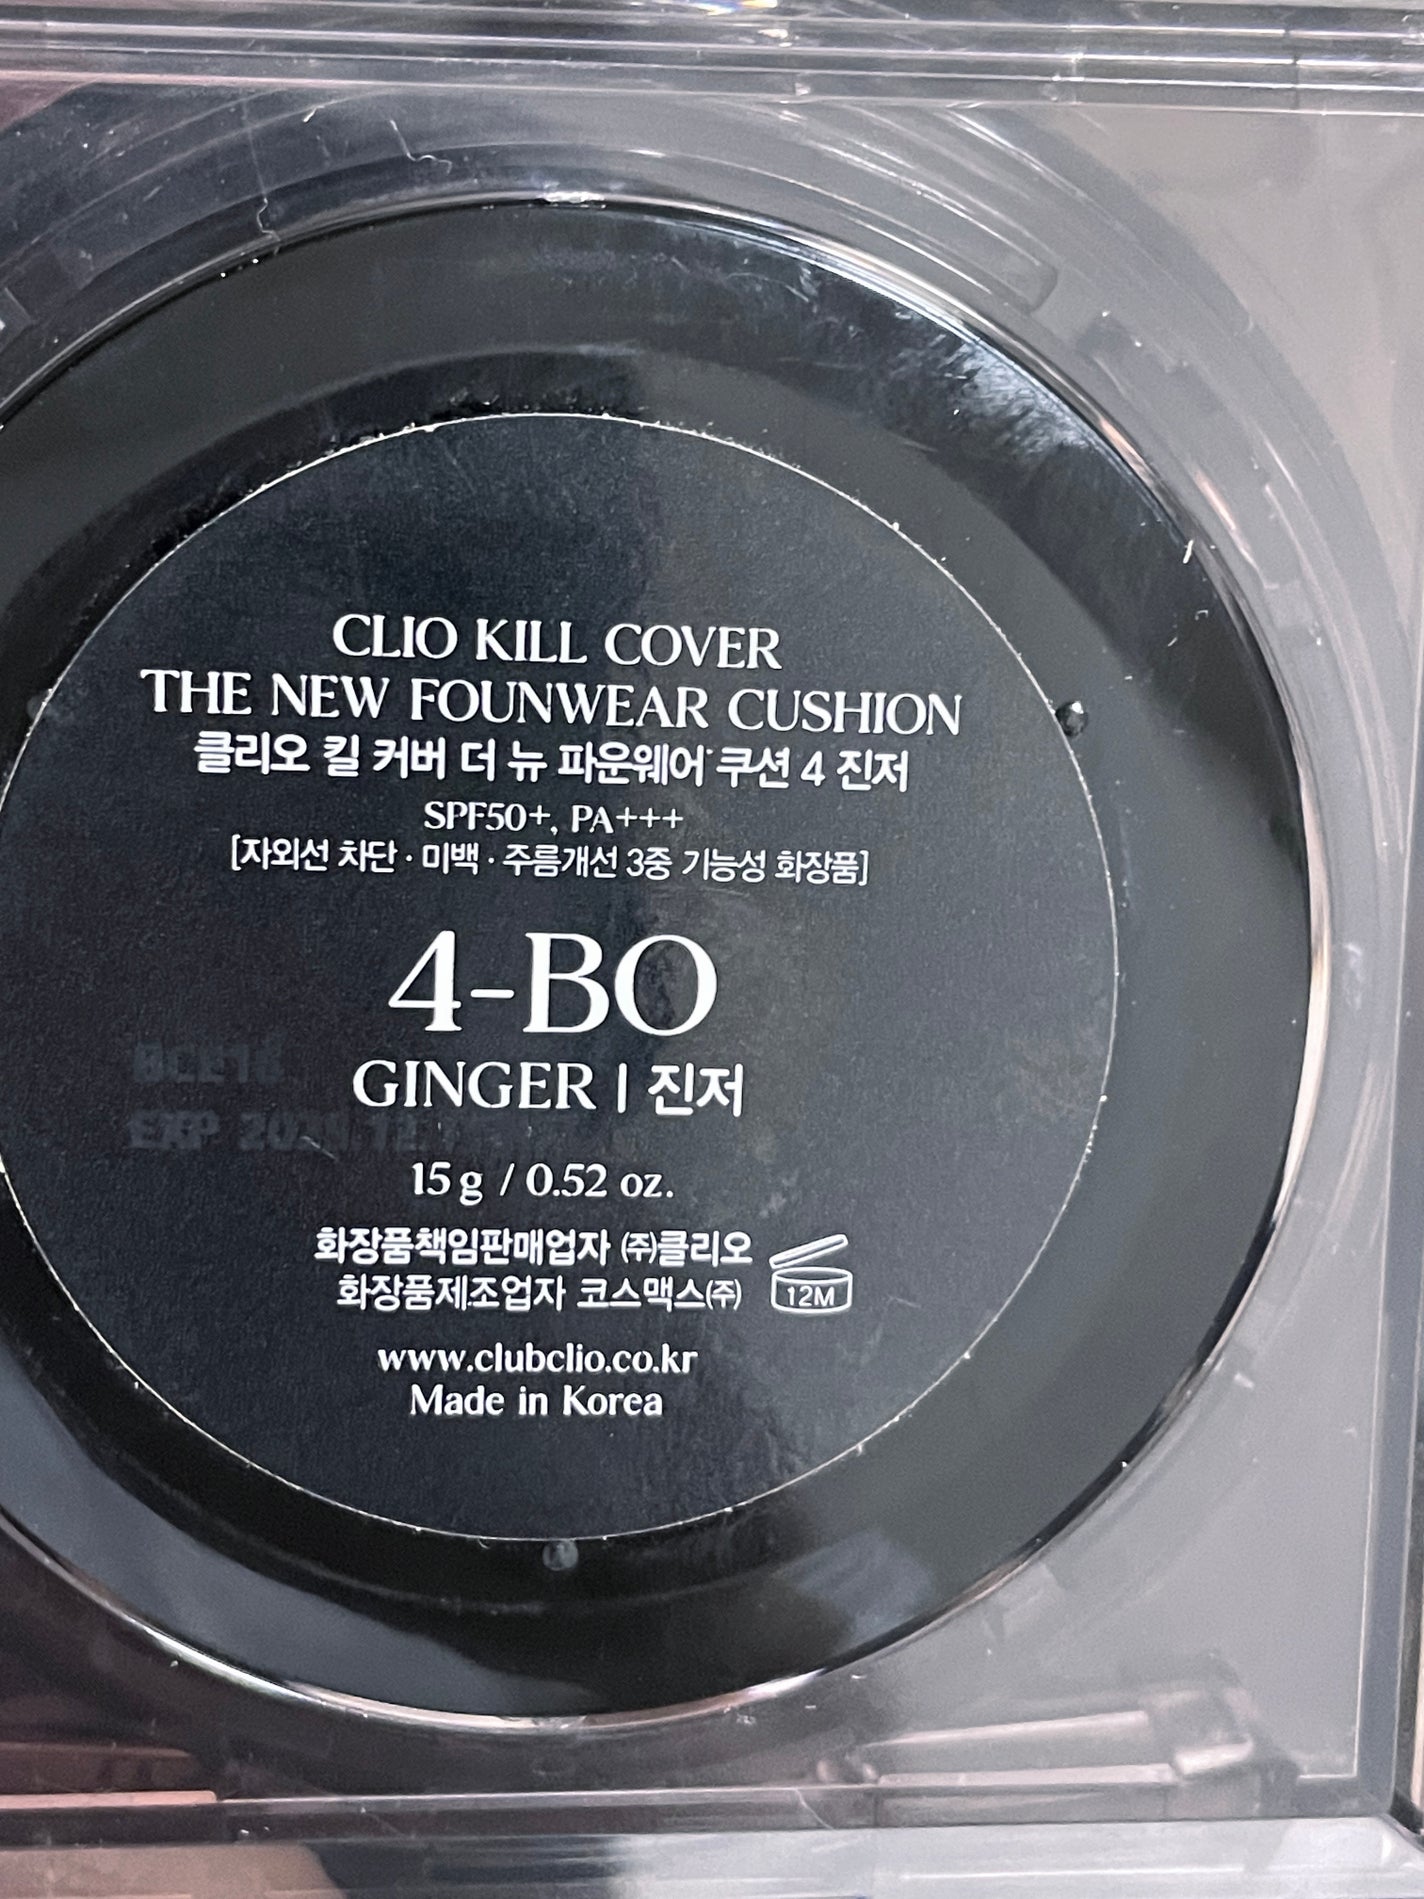 CLIO KILL COVER
THE NEW FOUNWEAR CUSHION
클리오 킬 커버 더 뉴 파운웨어 쿠션 4 진저
SPF50+, PA+++
[자외선 차단 · 미백 · 주름개선 3중 기능성 화장품]
4-BO
GINGER | 진저
EXP
15 g / 0.52 oz.
화장품책임판매업자 ㈜클리오
화장품제조업자 코스맥스㈜
12M
www.clubclio.co.kr
Made in Korea